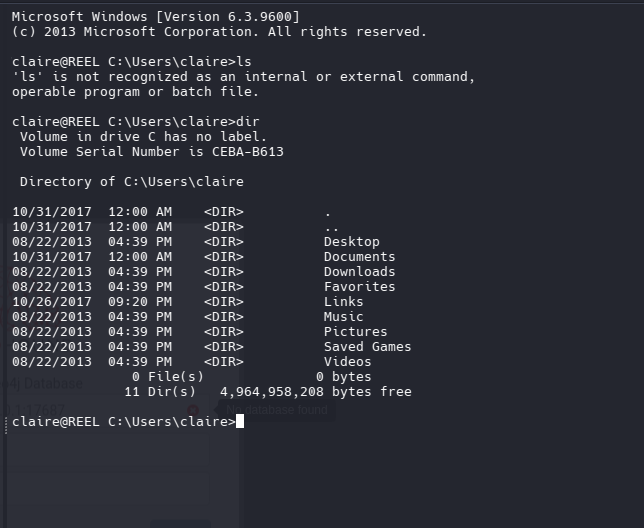 Microsoft Windows [Version 6.3.9600]
(c) 2013 Microsoft Corporation. All rights reserved.

claire@REEL C:\Users\claire>ls
'ls' is not recognized as an internal or external command,
operable program or batch file.

claire@REEL C:\Users\claire>dir
 Volume in drive C has no label.
 Volume Serial Number is CEBA-B613

 Directory of C:\Users\claire

10/31/2017  12:00 AM    <DIR>          .
10/31/2017  12:00 AM    <DIR>          ..
08/22/2013  04:39 PM    <DIR>          Desktop
10/31/2017  12:00 AM    <DIR>          Documents
08/22/2013  04:39 PM    <DIR>          Downloads
08/22/2013  04:39 PM    <DIR>          Favorites
10/26/2017  09:20 PM    <DIR>          Links
08/22/2013  04:39 PM    <DIR>          Music
08/22/2013  04:39 PM    <DIR>          Pictures
08/22/2013  04:39 PM    <DIR>          Saved Games
08/22/2013  04:39 PM    <DIR>          Videos
Database
               0 File(s)              0 bytes
              11 Dir(s)   4,964,958,208 bytes free
No database found
claire@REEL C:\Users\claire>